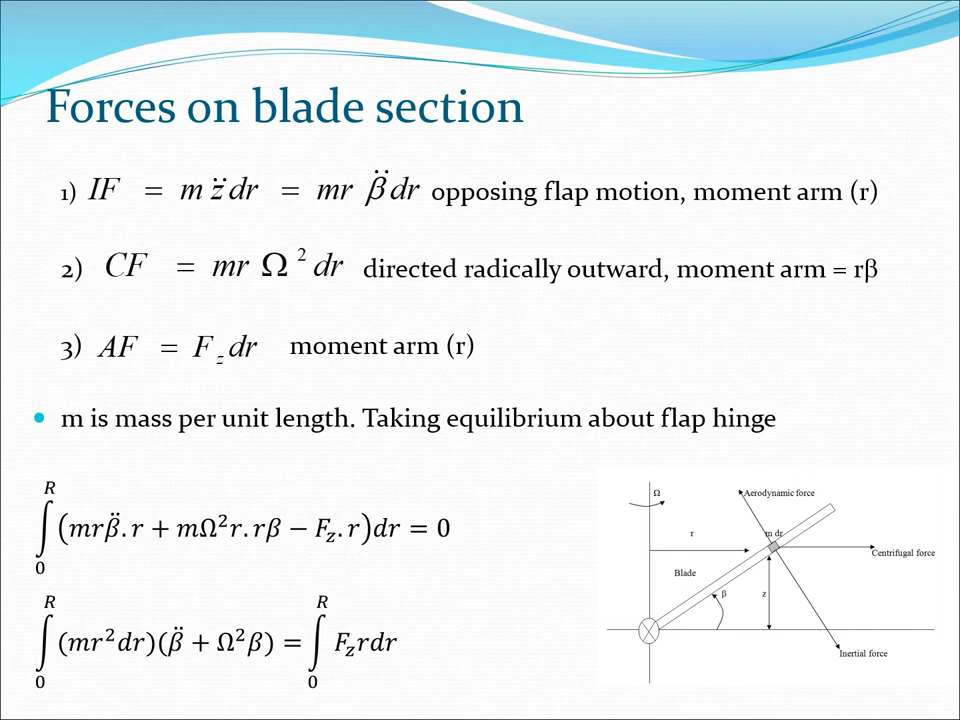 Forces on blade section
1) IF = m z̈ dr = mr β̈ dr opposing flap motion, moment arm (r)
2) CF = mr Ω² dr directed radically outward, moment arm = rβ
3) AF = F_z dr moment arm (r)
• m is mass per unit length. Taking equilibrium about flap hinge
∫₀ᴿ (mrβ̈.r + mΩ²r.rβ − F_z.r)dr = 0
∫₀ᴿ (mr²dr)(β̈ + Ω²β) = ∫₀ᴿ F_z rdr
Ω
Aerodynamic force
r
m dr
Centrifugal force
Blade
β
z
Inertial force